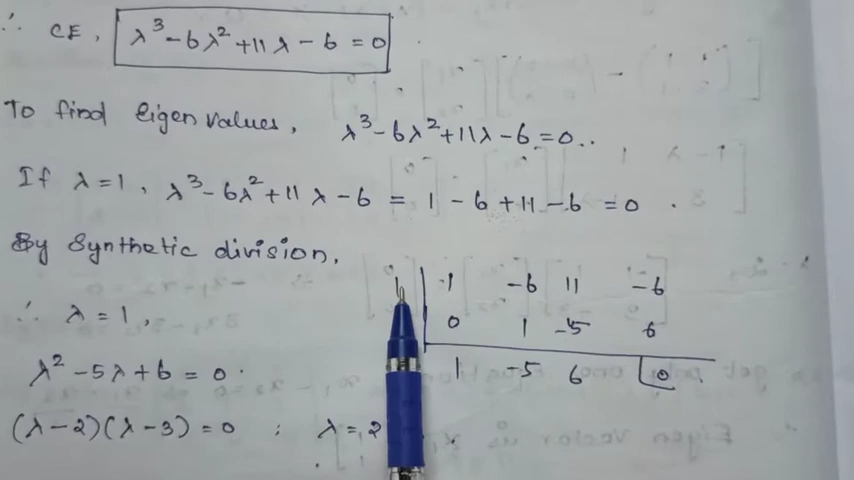 ∴ CE, λ³-6λ²+11λ-6=0
To find Eigen values, λ³-6λ²+11λ-6=0..
If λ=1, λ³-6λ²+11λ-6 = 1-6+11-6=0.
By Synthetic division.
1 | 1 -6 11 -6
0 1 -5 6
1 -5 6 0
∴ λ=1,
λ²-5λ+6=0.
(λ-2)(λ-3)=0 ; λ=2